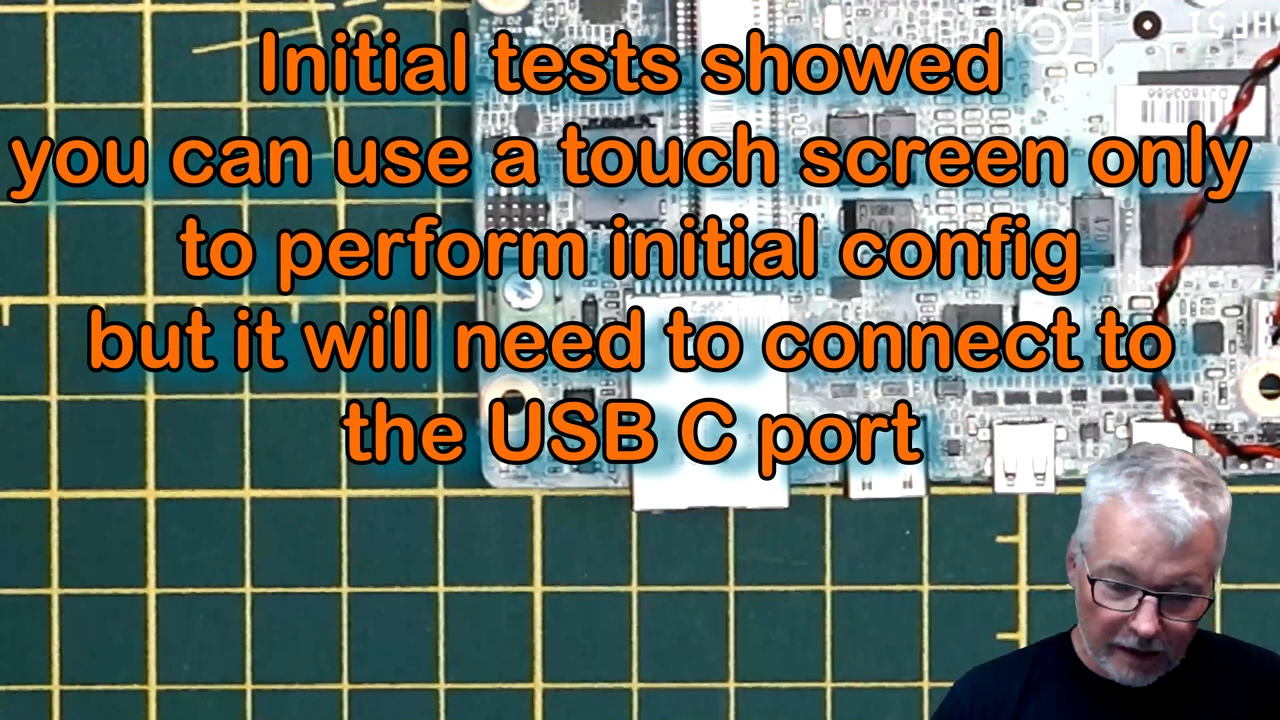 Initial tests showed
you can use a touch screen only
to perform initial config
but it will need to connect to
the USB C port